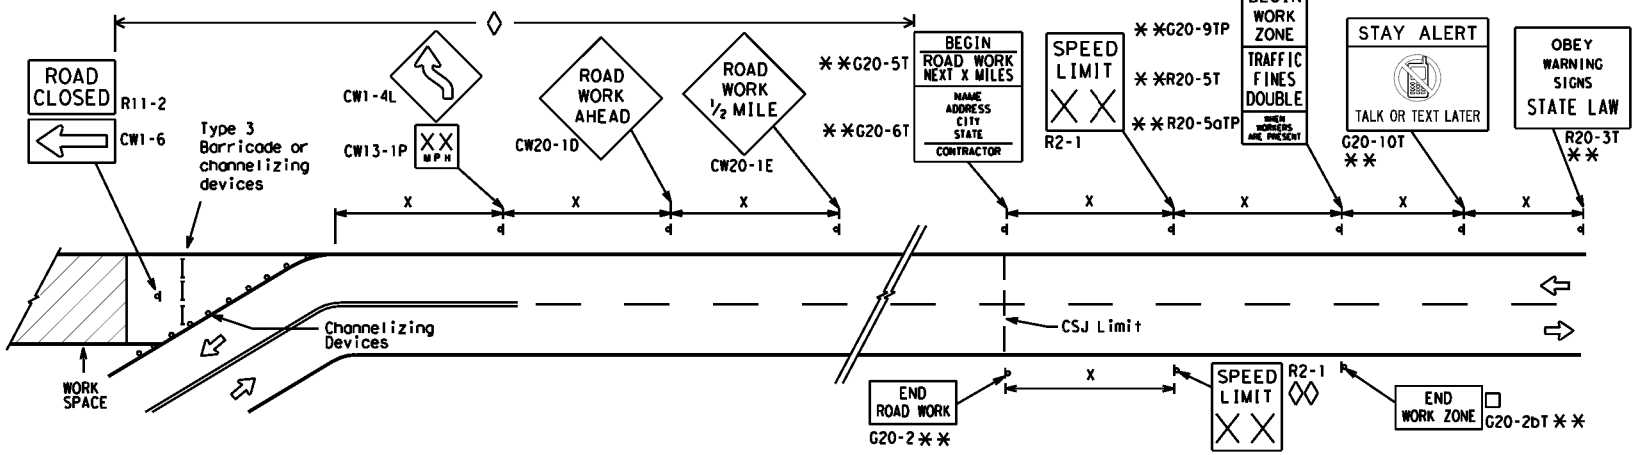 ROAD
CLOSED
R11-2
CW1-6
Type 3
Barricade or
channelizing
devices
CW1-4L
XX
MPH
CW13-1P
ROAD
WORK
AHEAD
CW20-1D
ROAD
WORK
1/2 MILE
CW20-1E
* *G20-5T
BEGIN
ROAD WORK
NEXT X MILES
* *G20-6T
NAME
ADDRESS
CITY
STATE
CONTRACTOR
SPEED
LIMIT
X X
R2-1
* *G20-9TP
BEGIN
WORK
ZONE
* *R20-5T
TRAFFIC
FINES
DOUBLE
* *R20-5aTP
WHEN
WORKERS
ARE PRESENT
STAY ALERT
TALK OR TEXT LATER
G20-10T
* *
OBEY
WARNING
SIGNS
STATE LAW
R20-3T
* *
X X X X X X X
Channelizing
Devices
WORK
SPACE
CSJ Limit
END
ROAD WORK
G20-2 * *
X
SPEED
LIMIT
X X
R2-1
END
WORK ZONE
G20-2bT * *